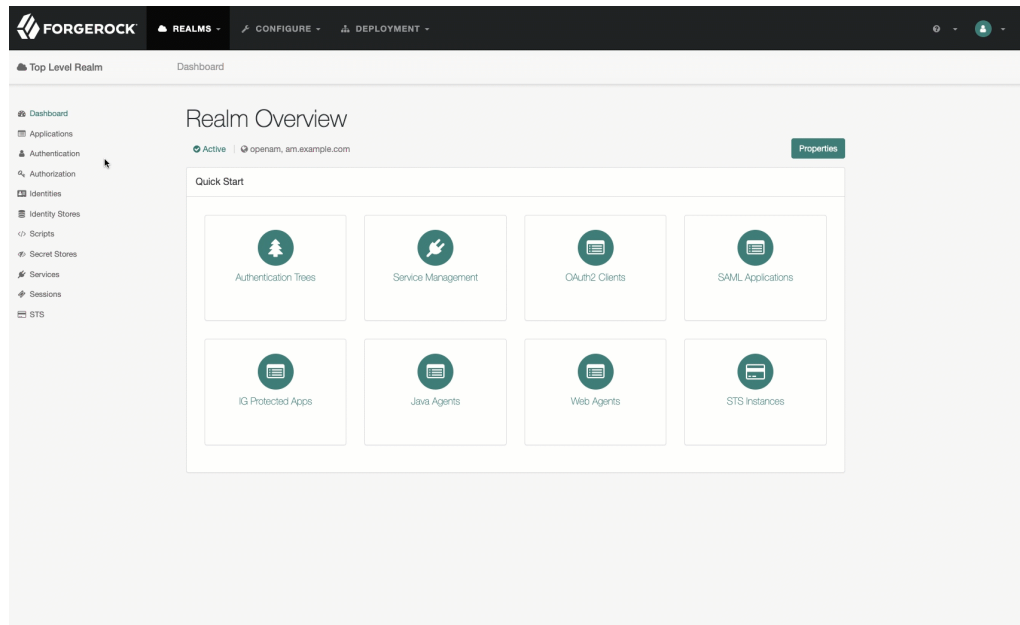 FORGEROCK REALMS CONFIGURE DEPLOYMENT
Top Level Realm Dashboard
Dashboard
Applications
Authentication
Authorization
Identities
Identity Stores
Scripts
Secret Stores
Services
Sessions
STS
Realm Overview
Active openam, am.example.com Properties
Quick Start
Authentication Trees Service Management OAuth2 Clients SAML Applications
IG Protected Apps Java Agents Web Agents STS Instances